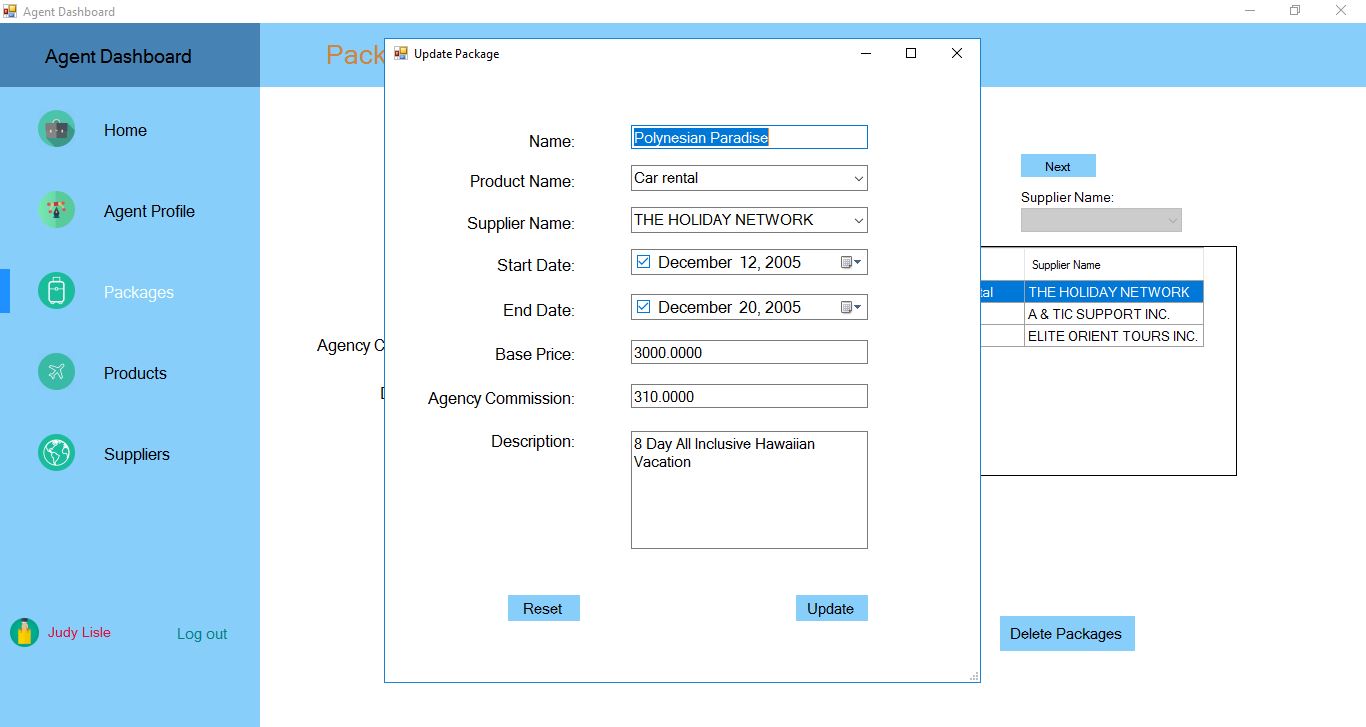 Agent Dashboard
Agent Dashboard
Home
Agent Profile
Packages
Products
Suppliers
Judy Lisle
Log out
Pack
Agency C
Update Package
Name: Polynesian Paradise
Product Name: Car rental
Supplier Name: THE HOLIDAY NETWORK
Start Date: December 12, 2005
End Date: December 20, 2005
Base Price: 3000.0000
Agency Commission: 310.0000
Description: 8 Day All Inclusive Hawaiian
Vacation
Reset
Update
Next
Supplier Name:
Supplier Name
tal THE HOLIDAY NETWORK
A & TIC SUPPORT INC.
ELITE ORIENT TOURS INC.
Delete Packages